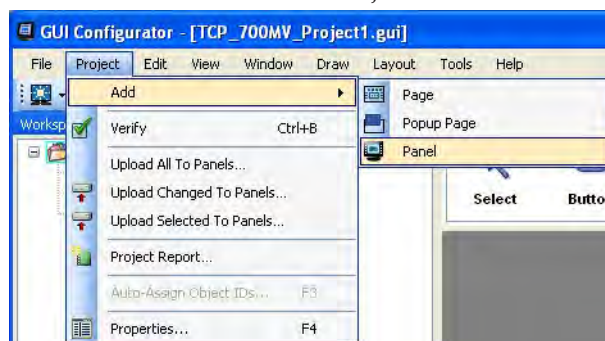 GUI Configurator - [TCP_700MV_Project1.gui]
File Project Edit View Window Draw Layout Tools Help
Add
Page
Verify Ctrl+B
Popup Page
Panel
Upload All To Panels...
Upload Changed To Panels...
Select
Upload Selected To Panels...
Project Report...
Auto-Assign Object IDs... F3
Properties... F4